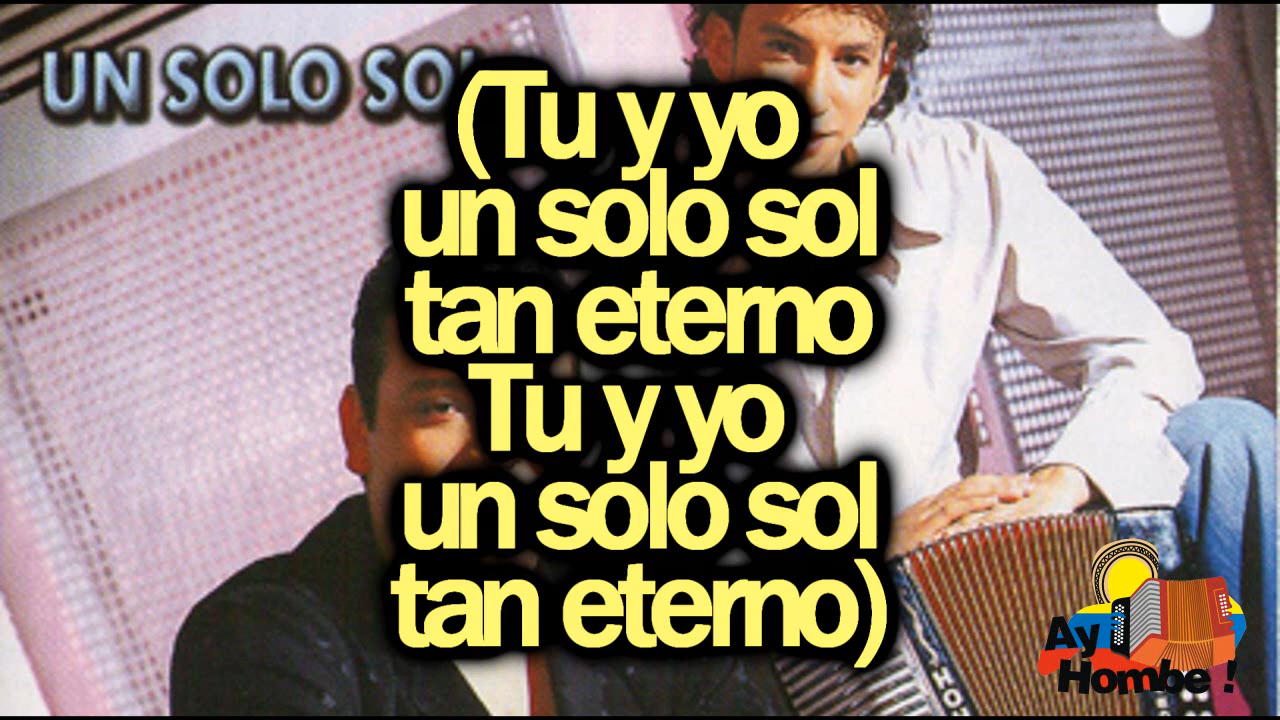 UN SOLO SOL
(Tu y yo
un solo sol
tan eterno
Tu y yo
un solo sol
tan eterno)
Ay
Hombe !